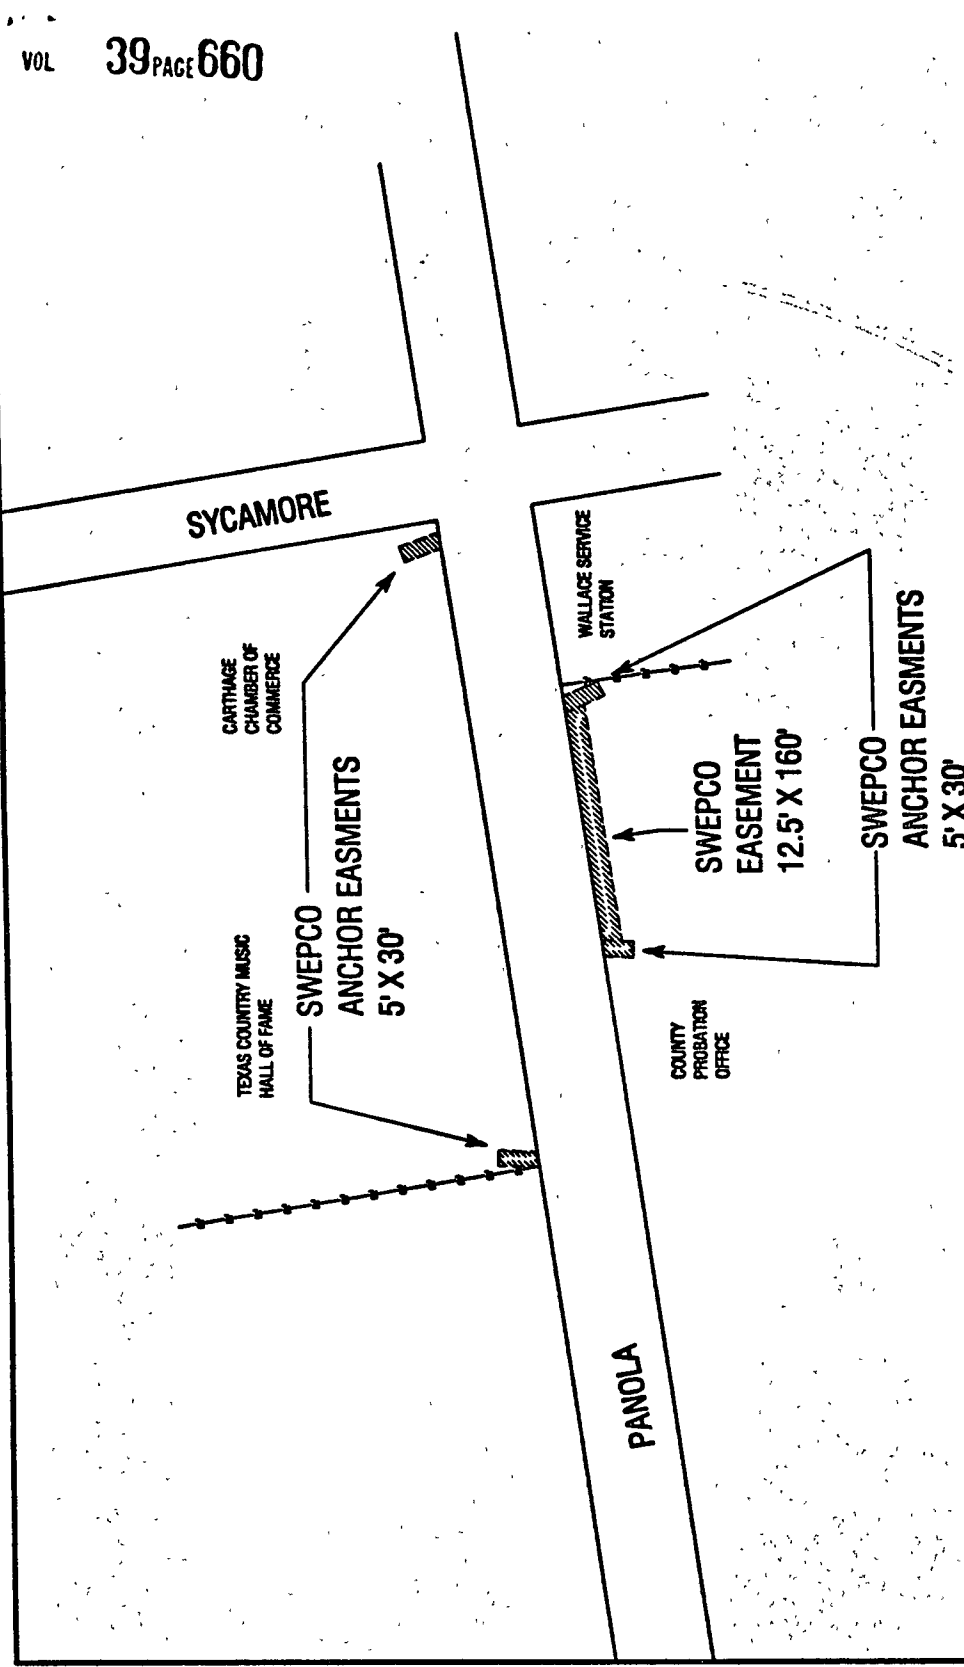 VOL 39 PAGE 660
SYCAMORE
CARTHAGE
CHAMBER OF
COMMERCE
WALLACE SERVICE
STATION
SWEPCO
ANCHOR EASMENTS
5' X 30'
TEXAS COUNTRY MUSIC
HALL OF FAME
SWEPCO
EASEMENT
12.5' X 160'
SWEPCO
ANCHOR EASMENTS
5' X 30'
COUNTY
PROBATION
OFFICE
PANOLA